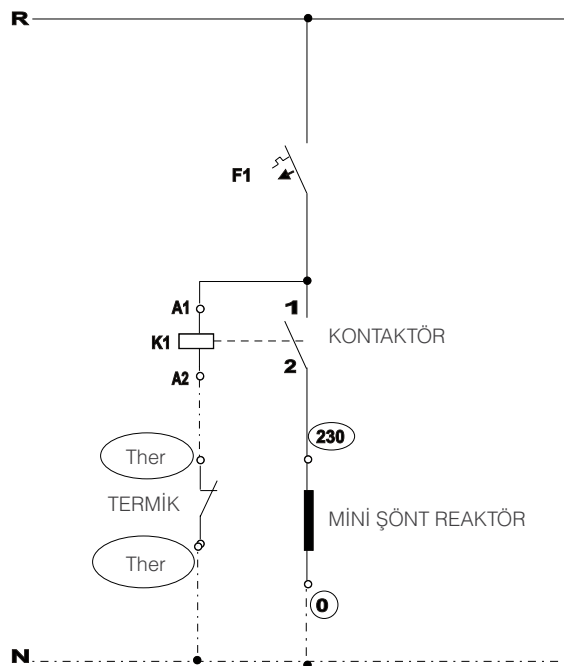 R
F1
A1
1
K1
KONTAKTÖR
2
A2
230
Ther
TERMİK
MİNİ ŞÖNT REAKTÖR
Ther
0
N